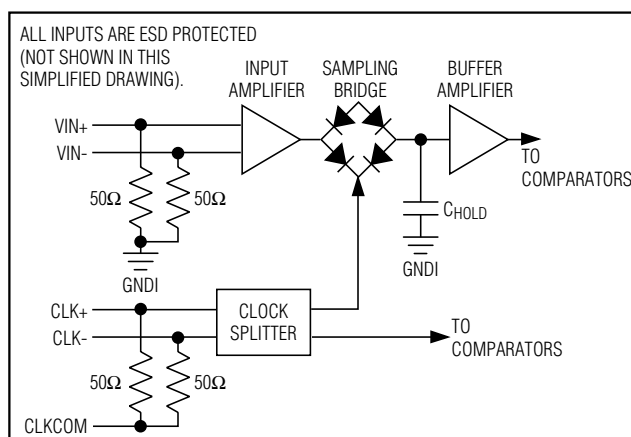 ALL INPUTS ARE ESD PROTECTED
(NOT SHOWN IN THIS
SIMPLIFIED DRAWING).
INPUT
AMPLIFIER
SAMPLING
BRIDGE
BUFFER
AMPLIFIER
VIN+
VIN-
TO
COMPARATORS
50Ω
50Ω
CHOLD
GNDI
GNDI
CLK+
CLK-
CLOCK
SPLITTER
TO
COMPARATORS
50Ω
50Ω
CLKCOM